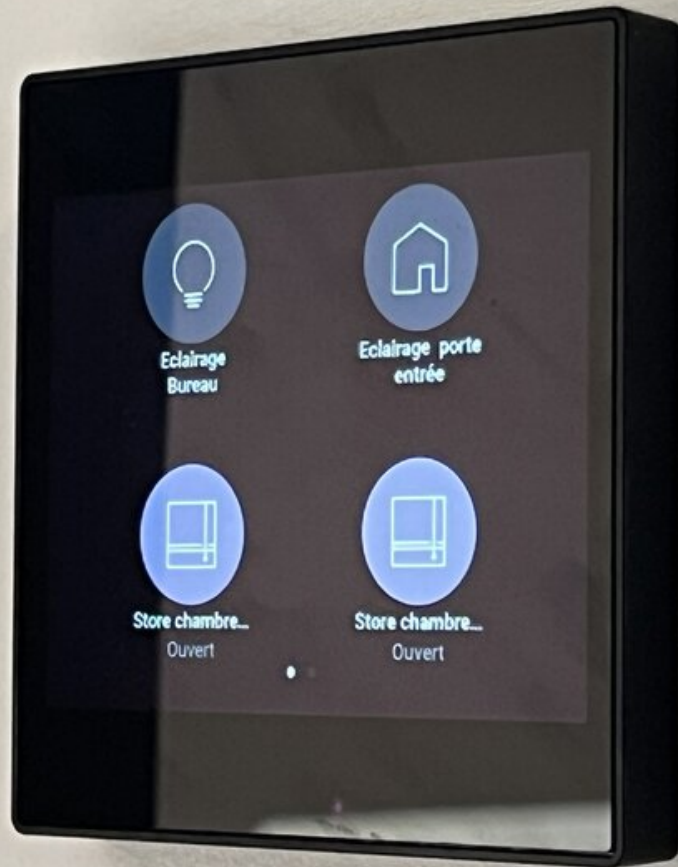 Eclairage
Bureau
Eclairage porte
entrée
Store chambre...
Ouvert
Store chambre...
Ouvert